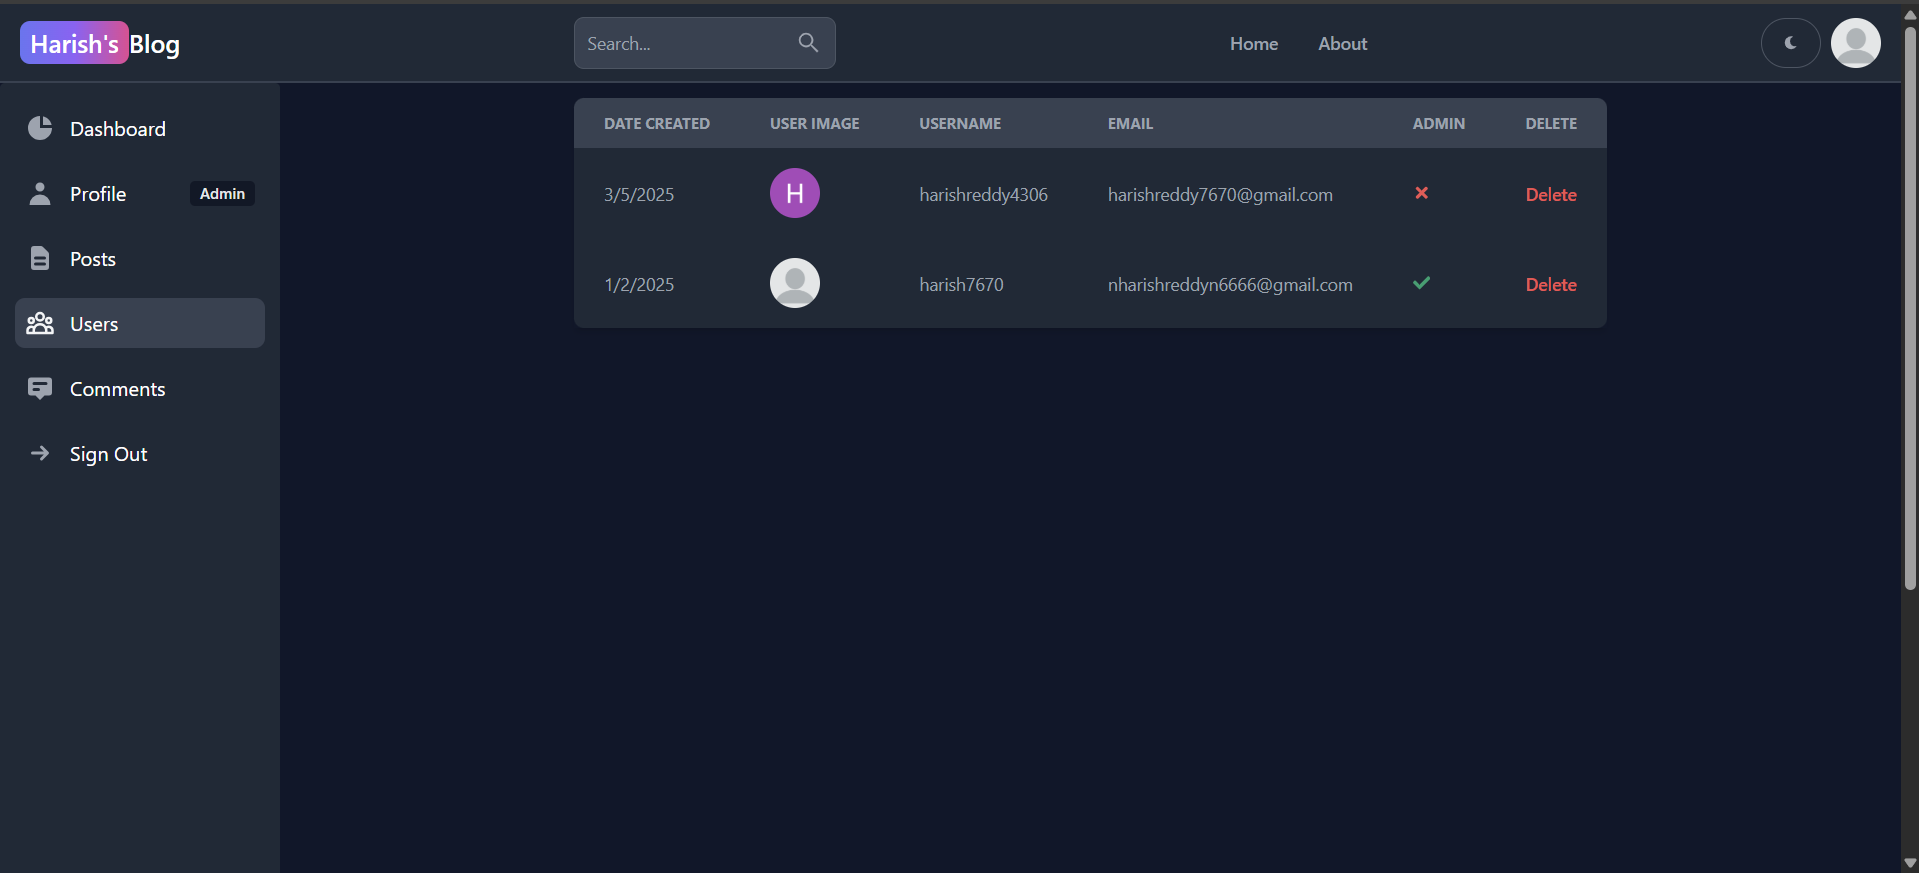 Harish's Blog
Search...
Home
About
Dashboard
Profile
Admin
Posts
Users
Comments
Sign Out
DATE CREATED USER IMAGE USERNAME EMAIL ADMIN DELETE
3/5/2025 H harishreddy4306 harishreddy7670@gmail.com Delete
1/2/2025 harish7670 nharishreddyn6666@gmail.com Delete